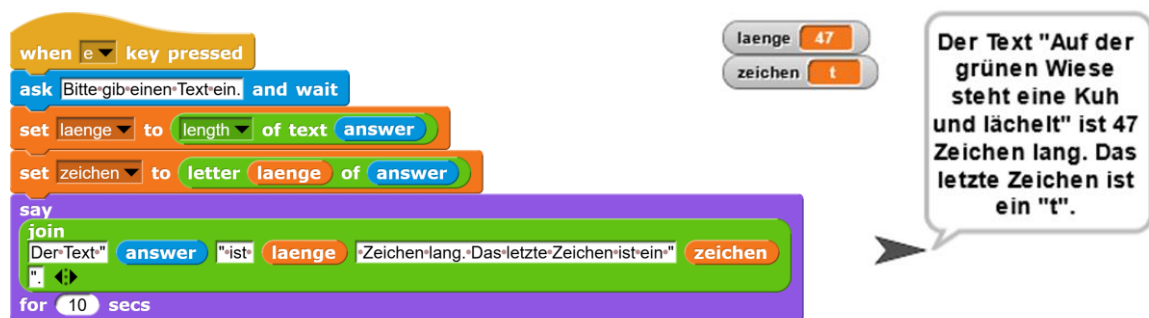 when e key pressed
ask Bitte gib einen Text ein. and wait
set laenge to length of text answer
set zeichen to letter laenge of answer
say
join
Der Text " answer " ist laenge Zeichen lang. Das letzte Zeichen ist ein " zeichen
".
for 10 secs
laenge 47
zeichen t
Der Text "Auf der
grünen Wiese
steht eine Kuh
und lächelt" ist 47
Zeichen lang. Das
letzte Zeichen ist
ein "t".